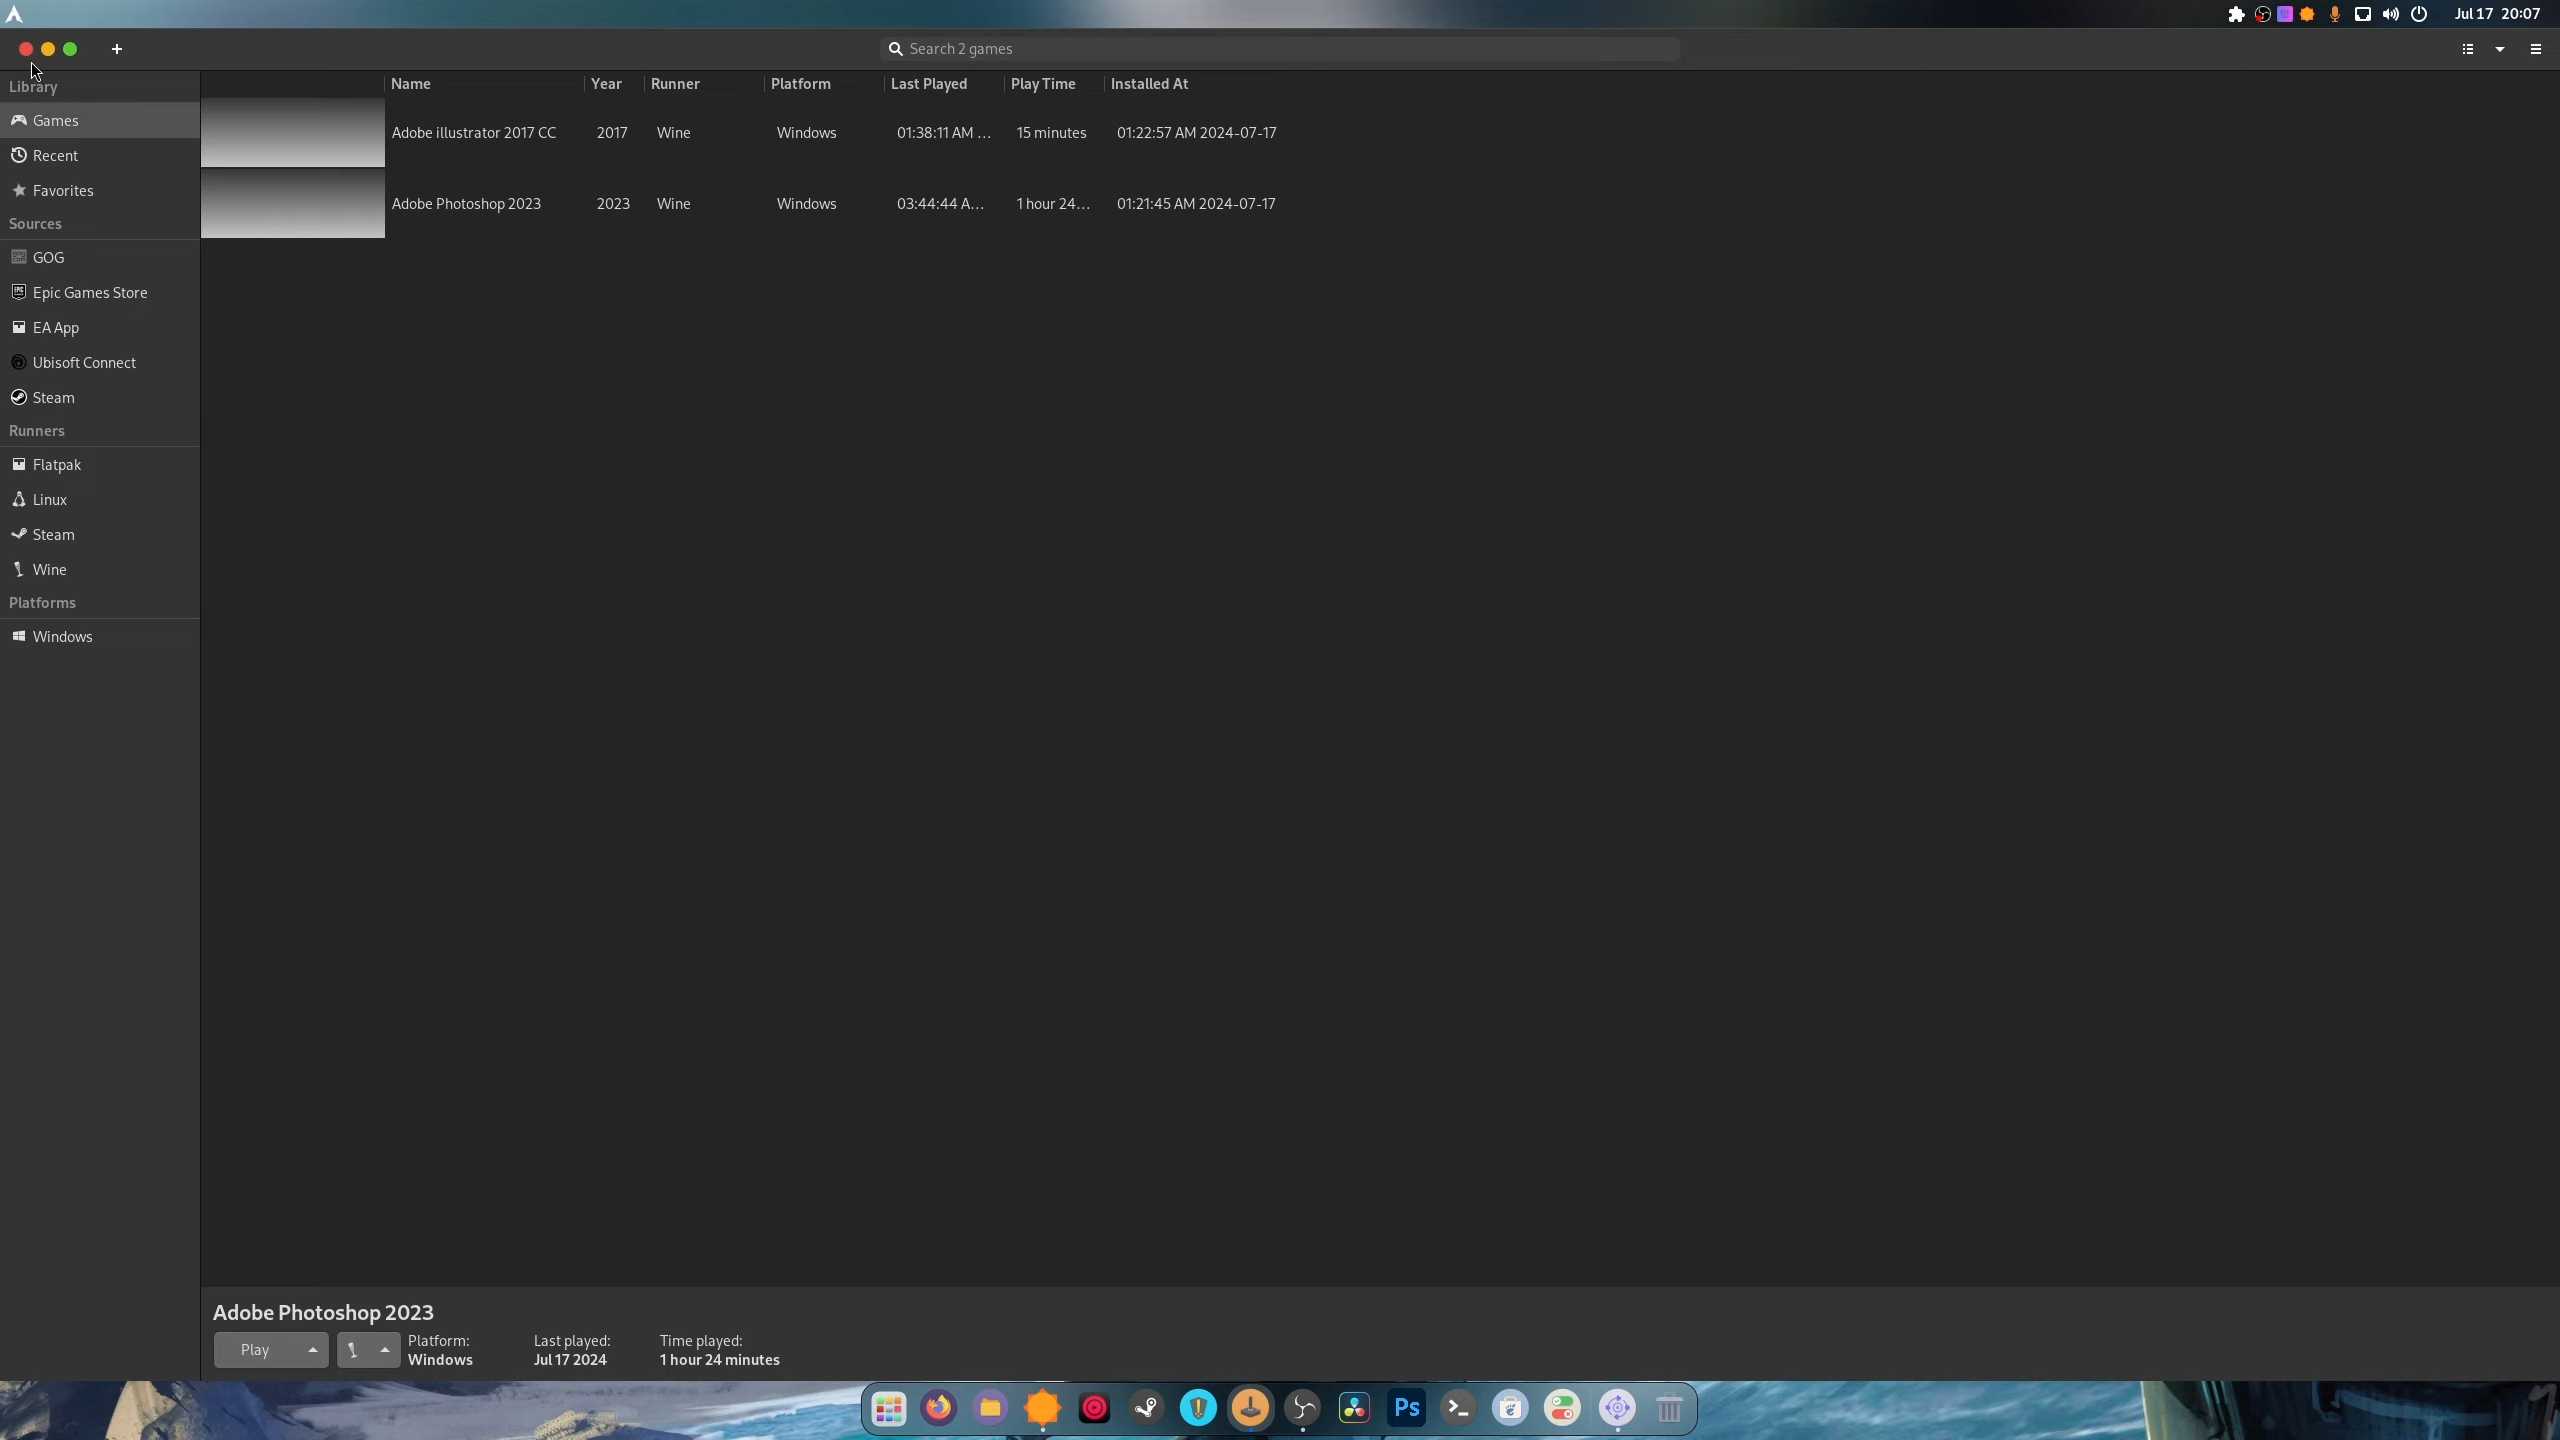 Jul 17 20:07
Search 2 games
Library
Games
Recent
Favorites
Sources
GOG
Epic Games Store
EA App
Ubisoft Connect
Steam
Runners
Flatpak
Linux
Steam
Wine
Platforms
Windows
Name Year Runner Platform Last Played Play Time Installed At
Adobe illustrator 2017 CC 2017 Wine Windows 01:38:11 AM ... 15 minutes 01:22:57 AM 2024-07-17
Adobe Photoshop 2023 2023 Wine Windows 03:44:44 A... 1 hour 24... 01:21:45 AM 2024-07-17
Adobe Photoshop 2023
Play
Platform: Last played: Time played:
Windows Jul 17 2024 1 hour 24 minutes
Ps